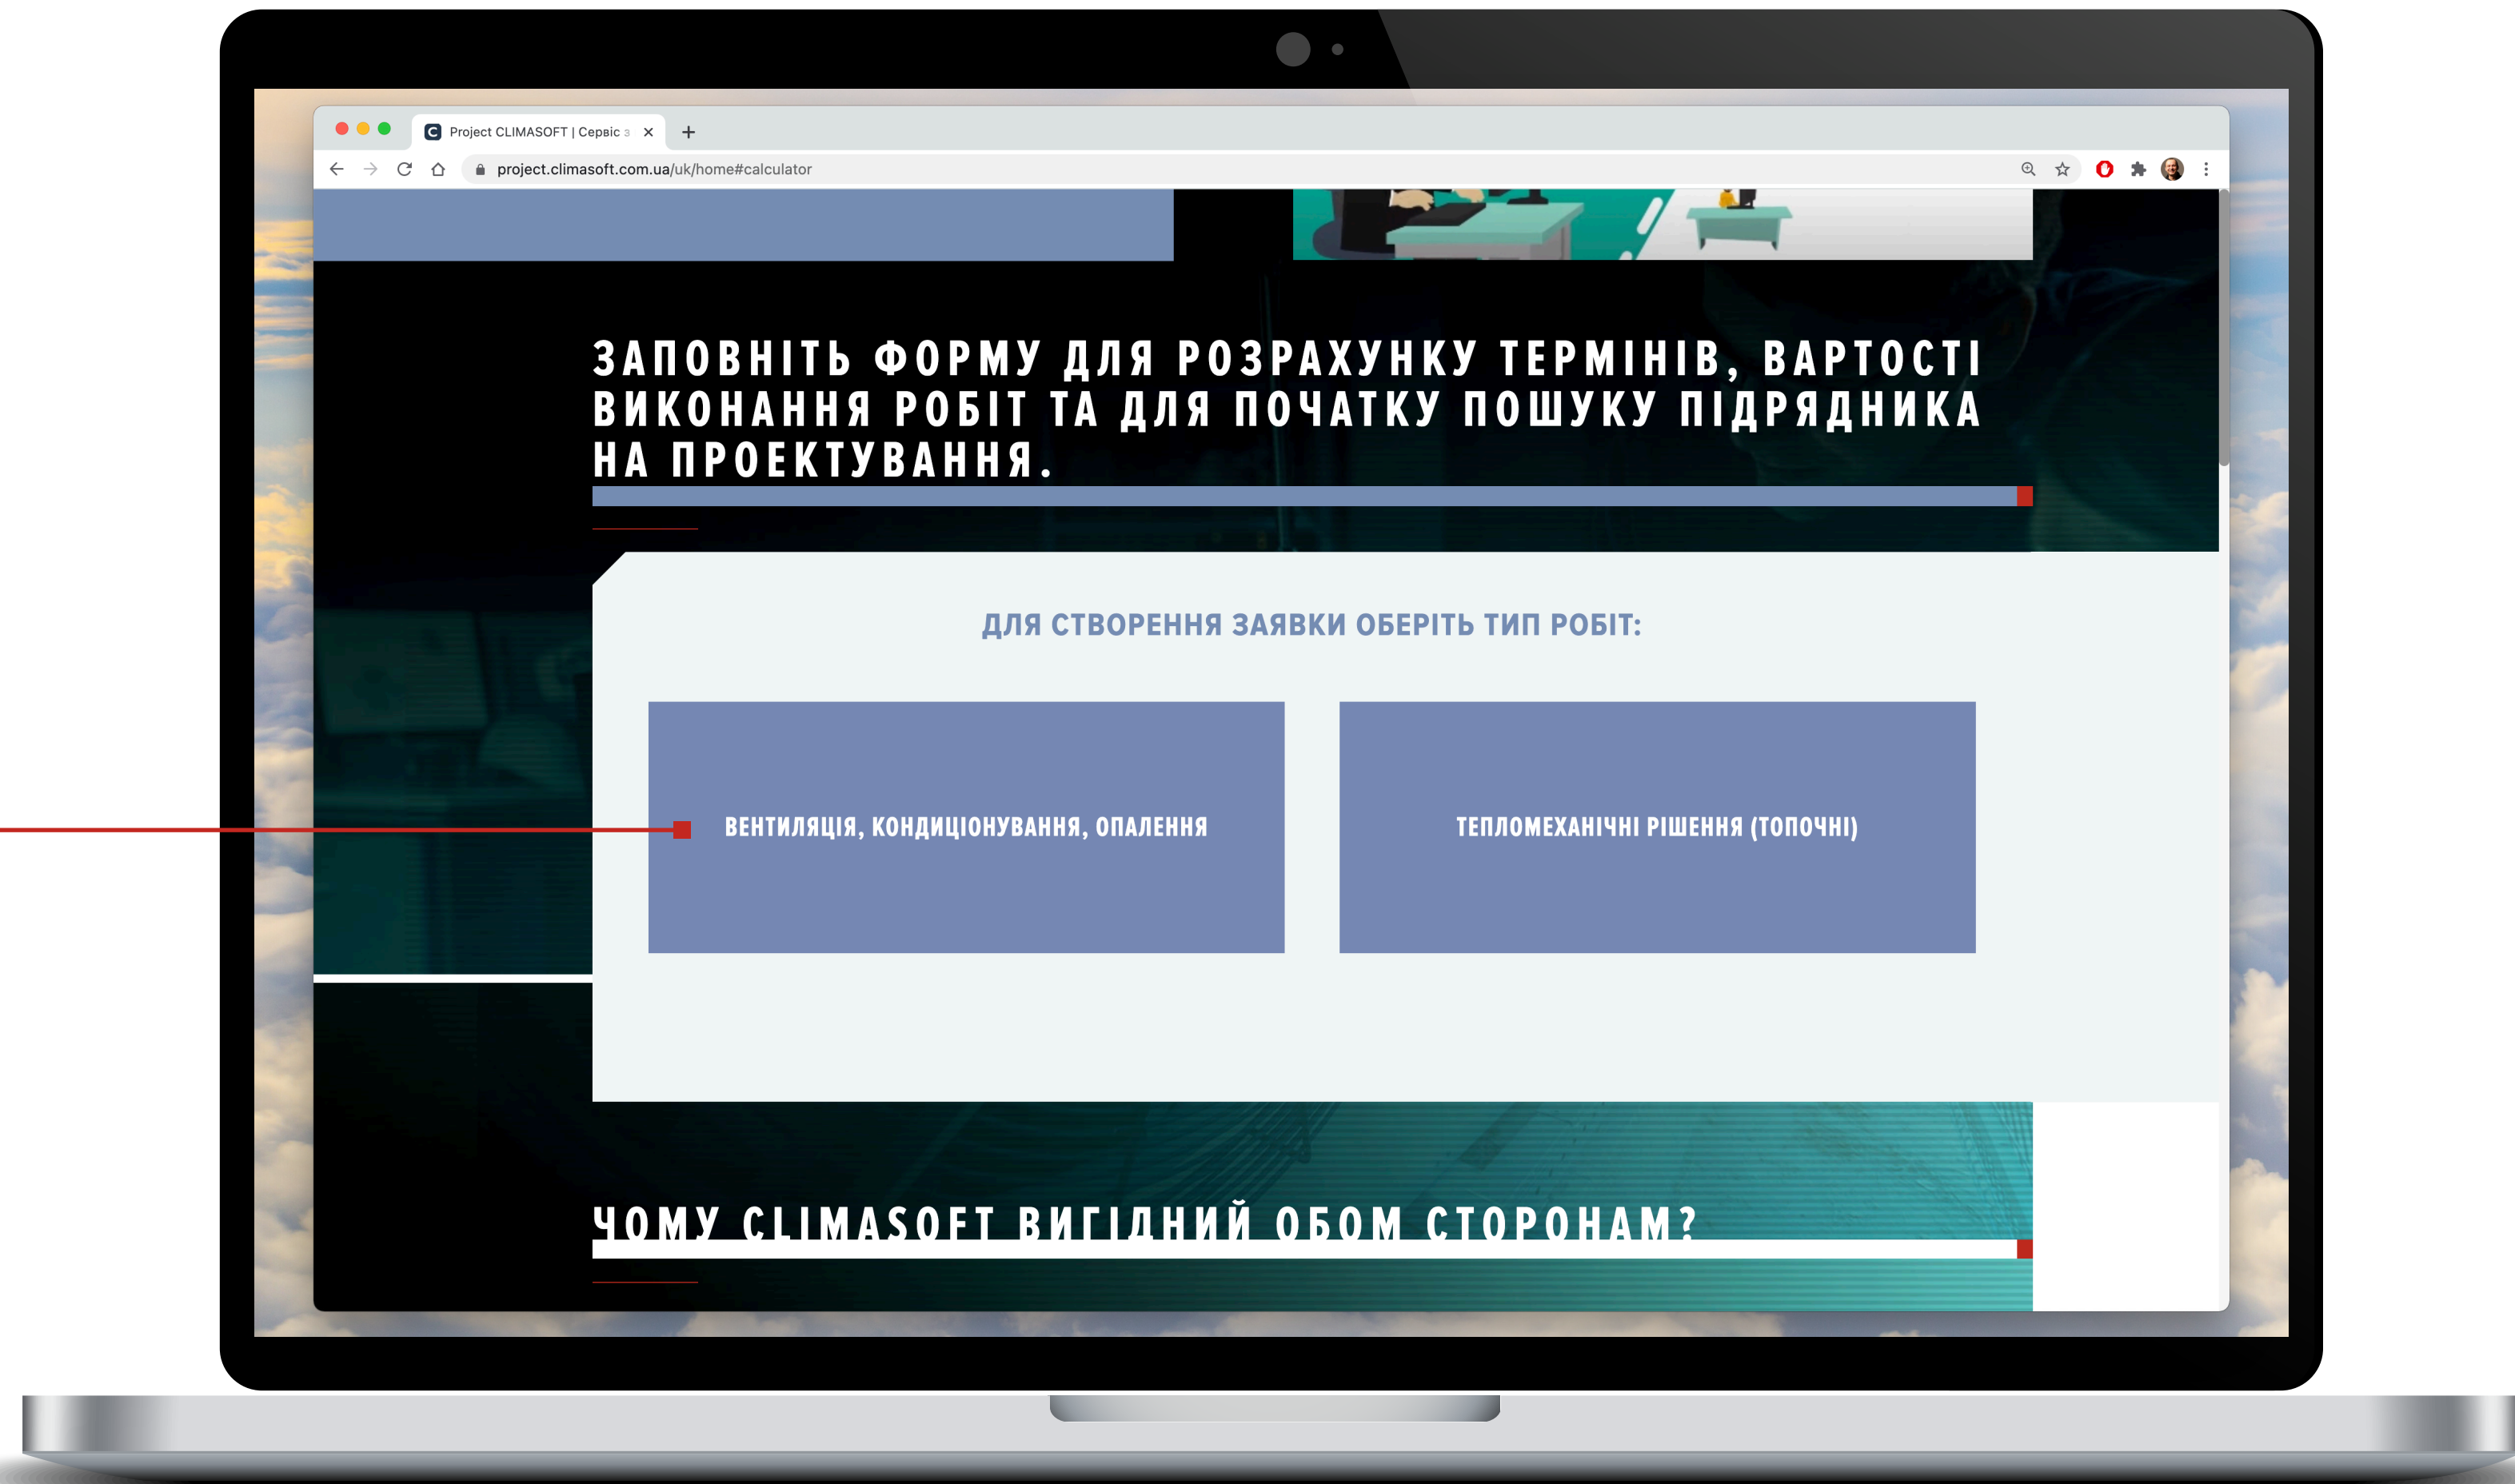 Project CLIMASOFT | Сервіс з
project.climasoft.com.ua/uk/home#calculator
ЗАПОВНІТЬ ФОРМУ ДЛЯ РОЗРАХУНКУ ТЕРМІНІВ, ВАРТОСТІ
ВИКОНАННЯ РОБІТ ТА ДЛЯ ПОЧАТКУ ПОШУКУ ПІДРЯДНИКА
НА ПРОЕКТУВАННЯ.
ДЛЯ СТВОРЕННЯ ЗАЯВКИ ОБЕРІТЬ ТИП РОБІТ:
ВЕНТИЛЯЦІЯ, КОНДИЦІОНУВАННЯ, ОПАЛЕННЯ
ТЕПЛОМЕХАНІЧНІ РІШЕННЯ (ТОПОЧНІ)
ЧОМУ CLIMASOFT ВИГІДНИЙ ОБОМ СТОРОНАМ?